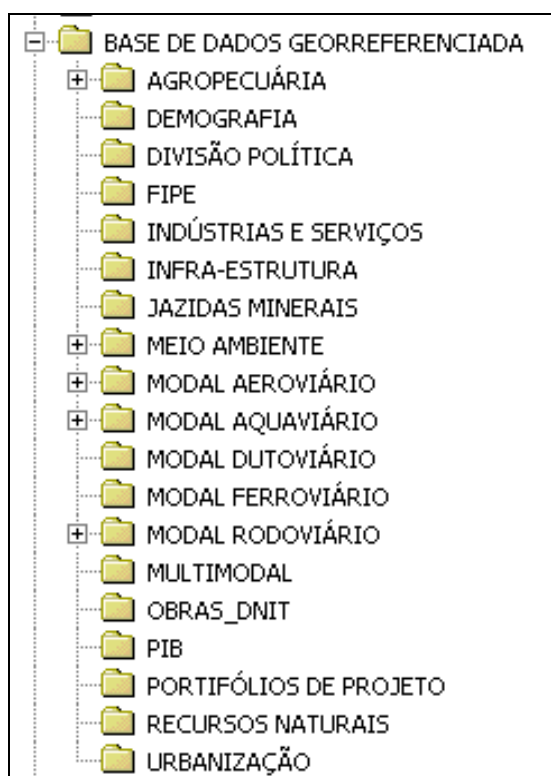 BASE DE DADOS GEORREFERENCIADA
AGROPECUÁRIA
DEMOGRAFIA
DIVISÃO POLÍTICA
FIPE
INDÚSTRIAS E SERVIÇOS
INFRA-ESTRUTURA
JAZIDAS MINERAIS
MEIO AMBIENTE
MODAL AEROVIÁRIO
MODAL AQUAVIÁRIO
MODAL DUTOVIÁRIO
MODAL FERROVIÁRIO
MODAL RODOVIÁRIO
MULTIMODAL
OBRAS_DNIT
PIB
PORTIFÓLIOS DE PROJETO
RECURSOS NATURAIS
URBANIZAÇÃO